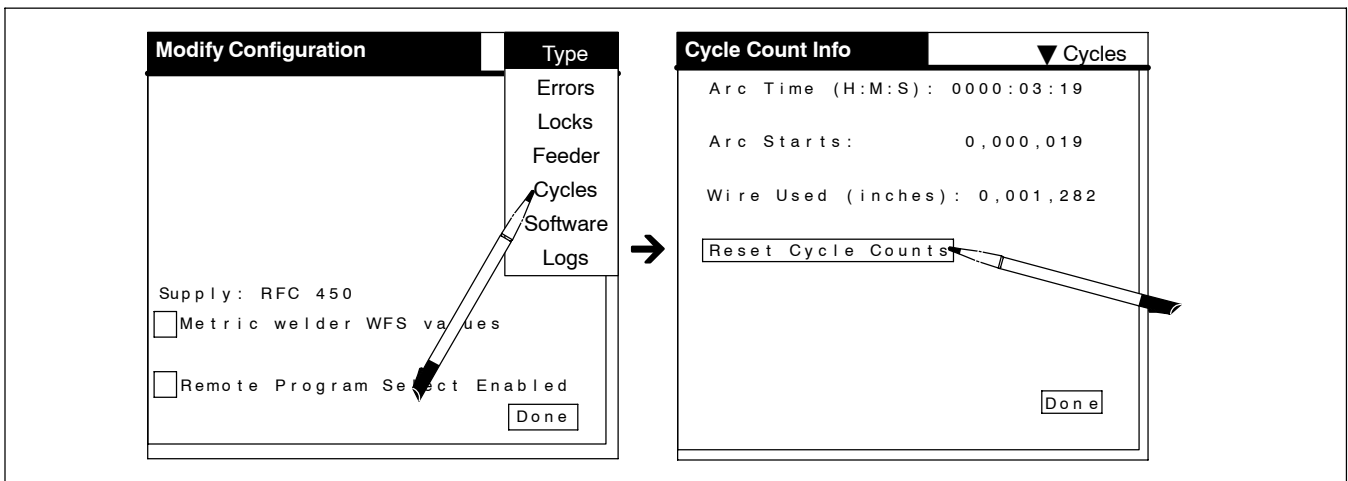 Modify Configuration
Type
Errors
Locks
Feeder
Cycles
Software
Logs
Supply: RFC 450
Metric welder WFS values
Remote Program Select Enabled
Done
Cycle Count Info
▼ Cycles
Arc Time (H:M:S): 0000:03:19
Arc Starts: 0,000,019
Wire Used (inches): 0,001,282
Reset Cycle Counts
Done